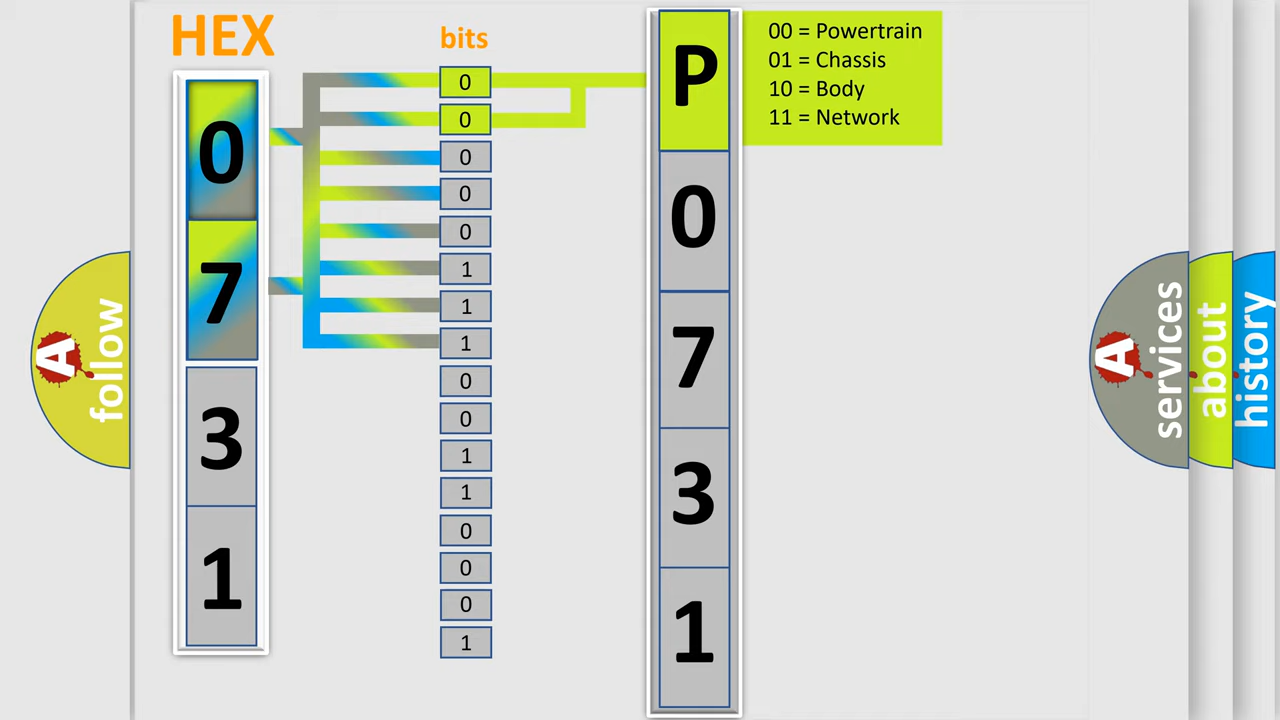 HEX
bits
0
7
3
1
0
0
0
0
0
1
1
1
0
0
1
1
0
0
0
1
P
0
7
3
1
00 = Powertrain
01 = Chassis
10 = Body
11 = Network
A
follow
A
services
about
history